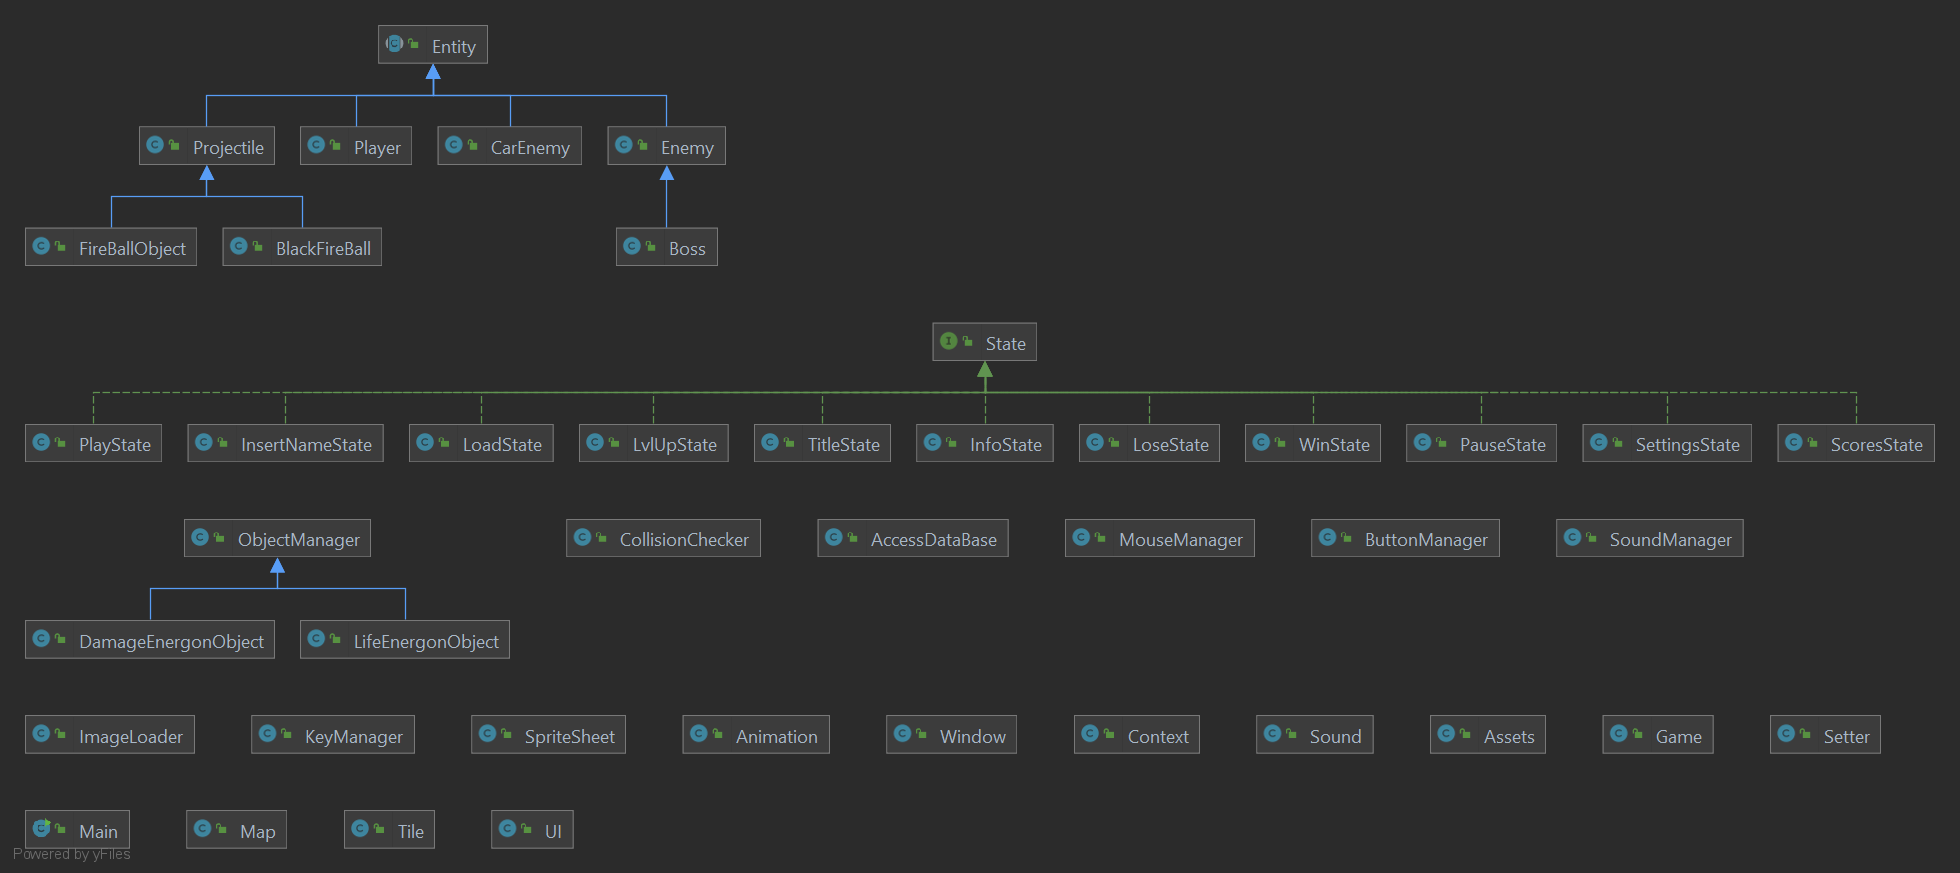 Entity
Projectile Player CarEnemy Enemy
FireBallObject BlackFireBall Boss
State
PlayState InsertNameState LoadState LvlUpState TitleState InfoState LoseState WinState PauseState SettingsState ScoresState
ObjectManager CollisionChecker AccessDataBase MouseManager ButtonManager SoundManager
DamageEnergonObject LifeEnergonObject
ImageLoader KeyManager SpriteSheet Animation Window Context Sound Assets Game Setter
Main Map Tile UI
Powered by yFiles